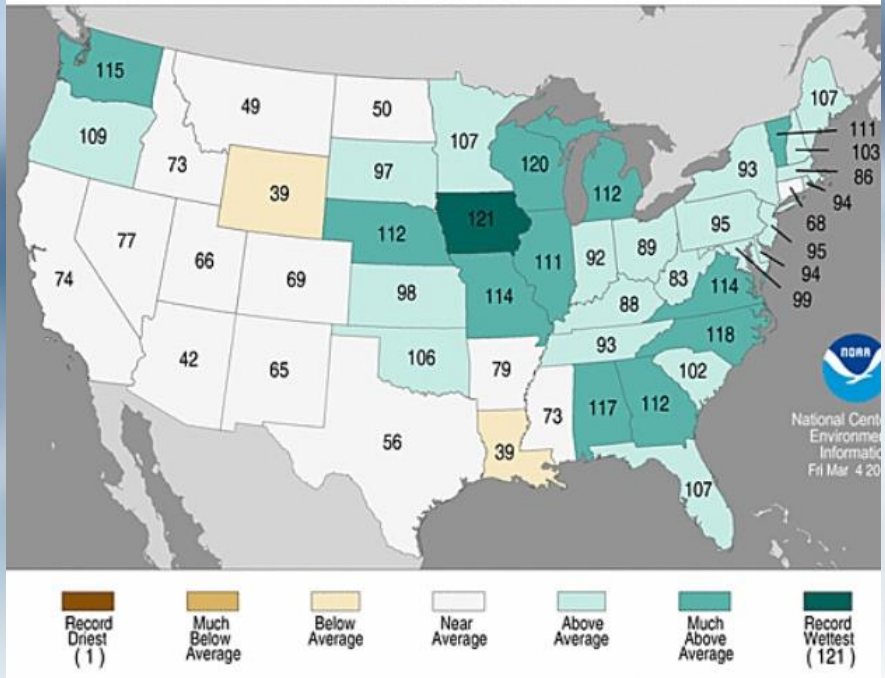 115
49
50
107
107
109
111
103
73
97
120
93
86
39
112
94
121
95
68
77
112
92
89
95
66
111
83
94
74
69
98
114
88
114
99
118
93
42
65
106
79
102
NOAA
117
112
73
56
39
National Cent
Environme
Informatio
Fri Mar 4 20
107
Record
Driest
(1)
Much
Below
Average
Below
Average
Near
Average
Above
Average
Much
Above
Average
Record
Wettest
(121)